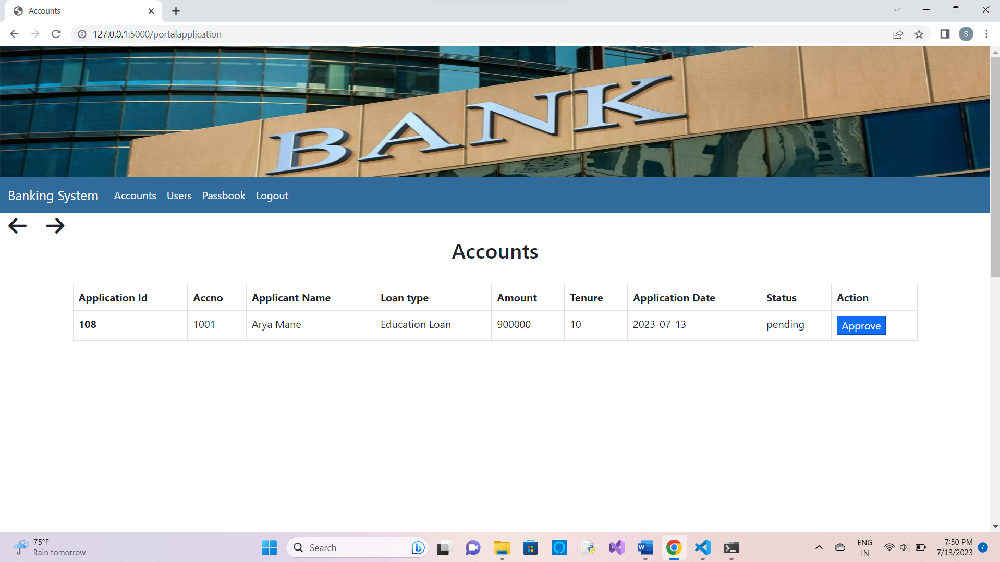 Accounts
127.0.0.1:5000/portalapplication
S
BANK
Banking System Accounts Users Passbook Logout
Accounts
Application Id Accno Applicant Name Loan type Amount Tenure Application Date Status Action
108 1001 Arya Mane Education Loan 900000 10 2023-07-13 pending Approve
75°F
Rain tomorrow
Search
ENG
IN
7:50 PM
7/13/2023
7